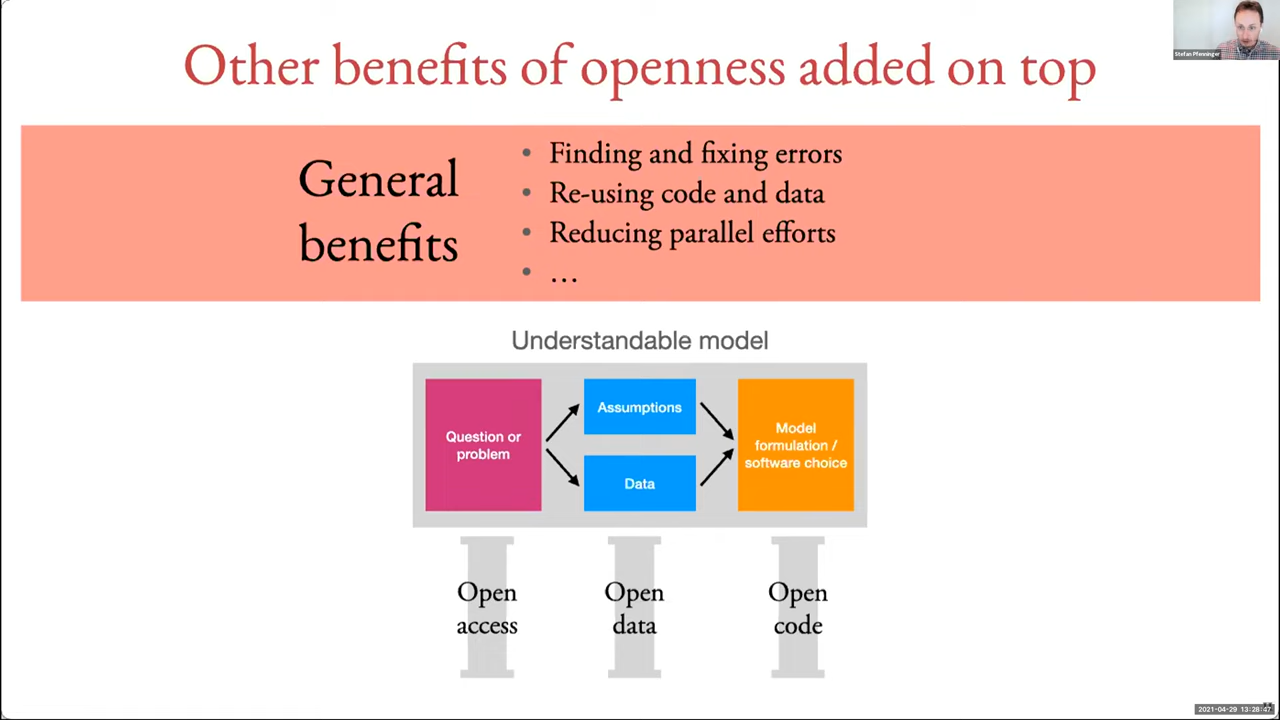 Other benefits of openness added on top
Stefan Pfenninger
General
benefits
• Finding and fixing errors
• Re-using code and data
• Reducing parallel efforts
• …
Understandable model
Question or
problem
Assumptions
Data
Model
formulation /
software choice
Open
access
Open
data
Open
code
2021-04-29 13:28:47